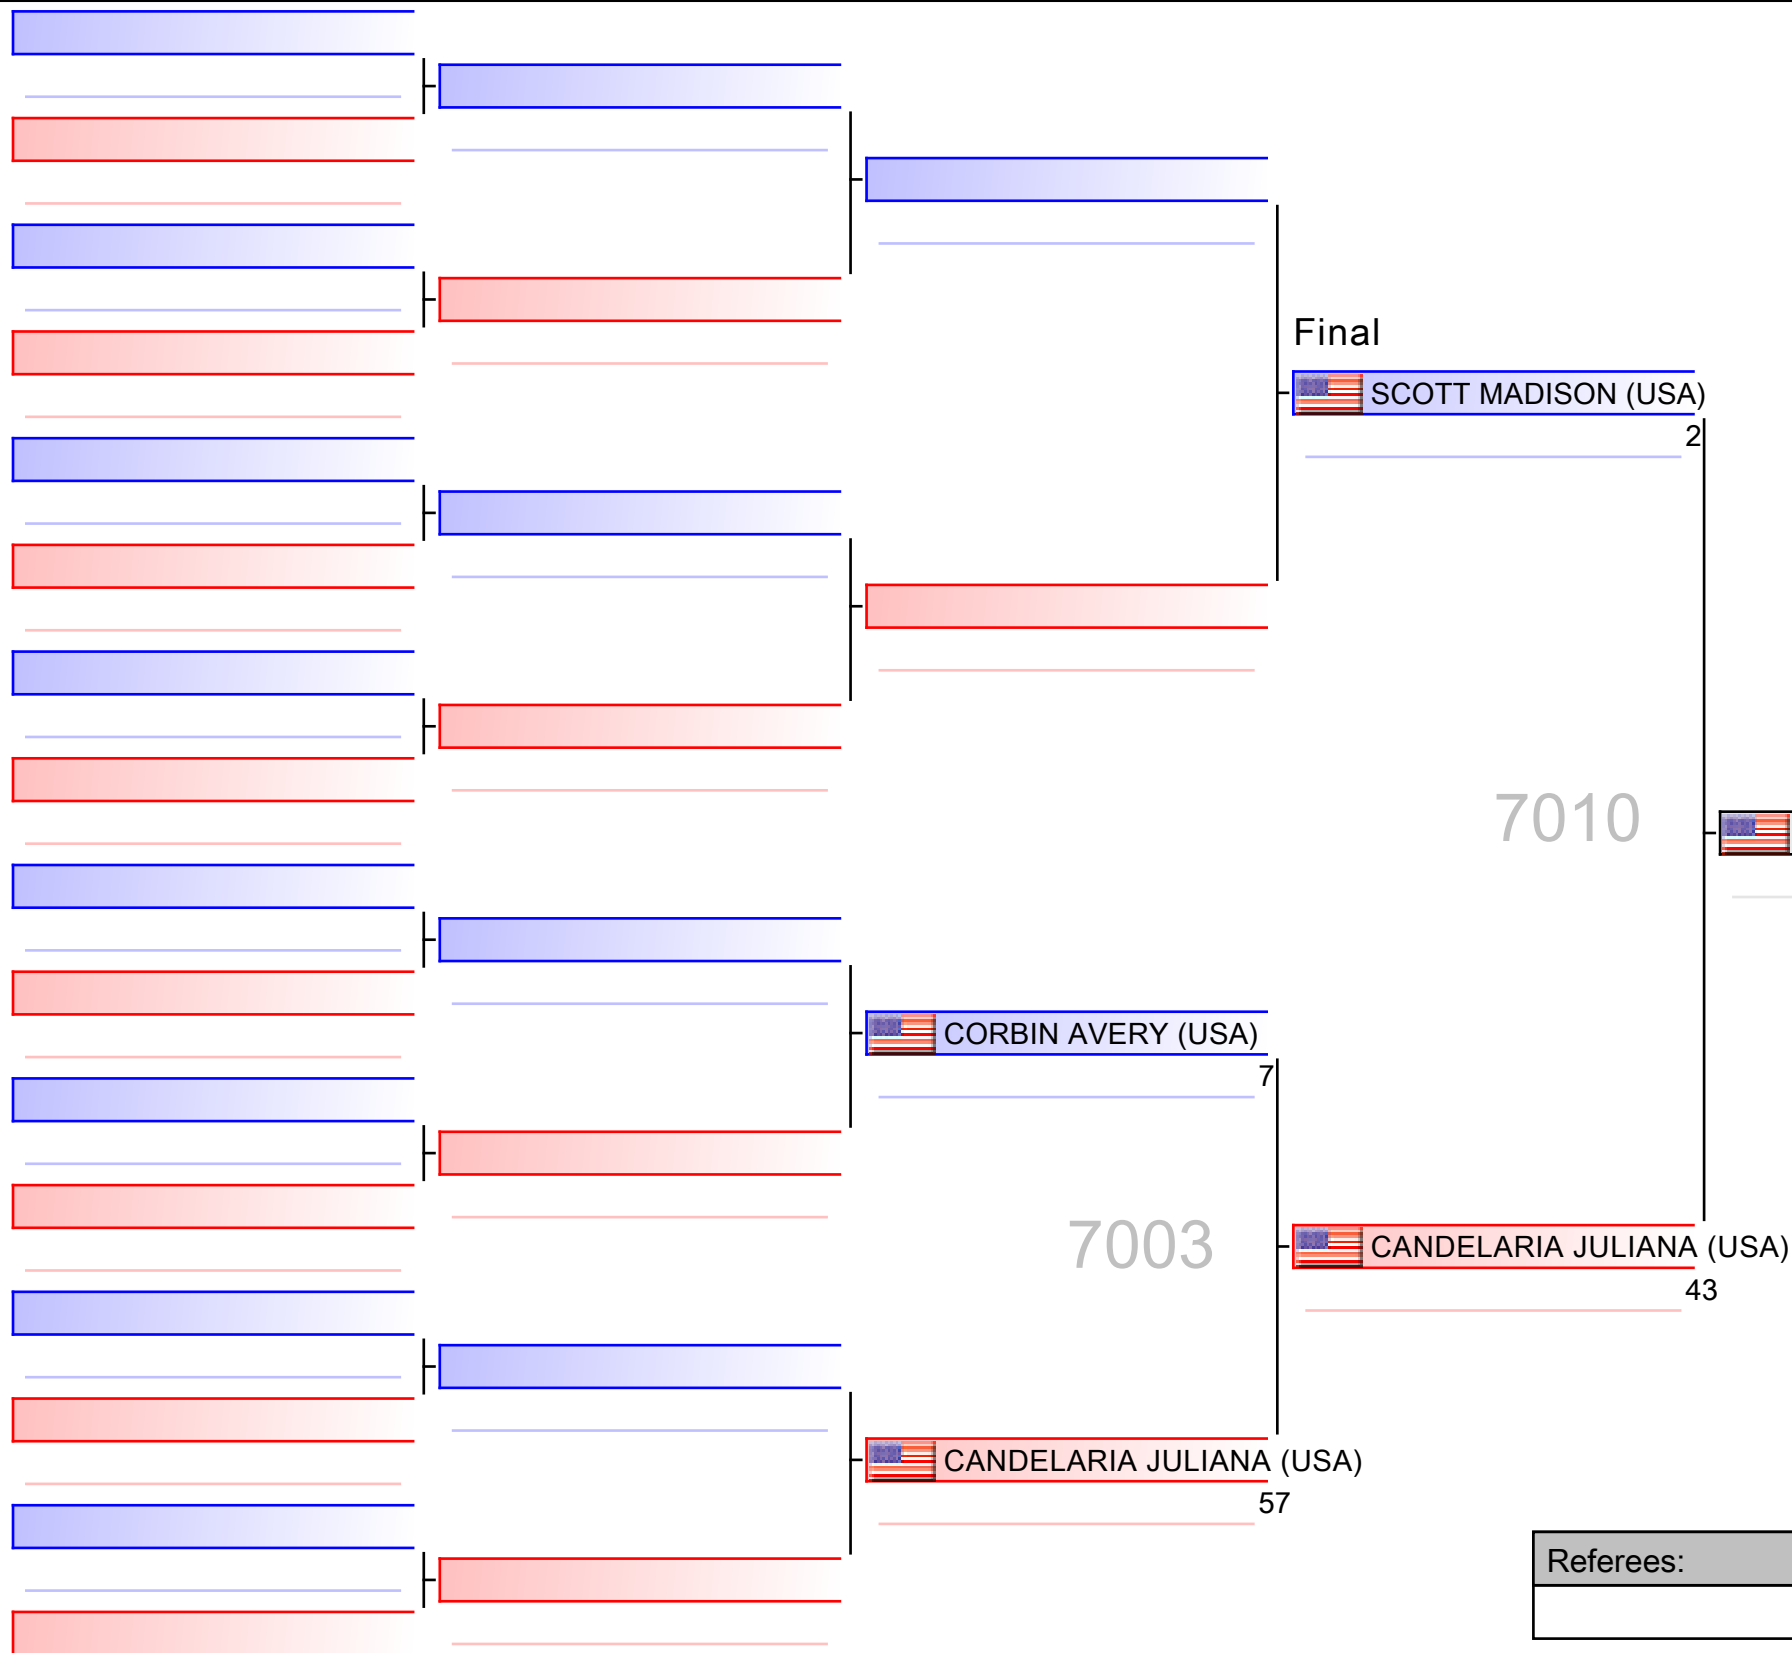 Final
SCOTT MADISON (USA)
2
7010
CORBIN AVERY (USA)
7
7003
CANDELARIA JULIANA (USA)
43
CANDELARIA JULIANA (USA)
57
Referees: